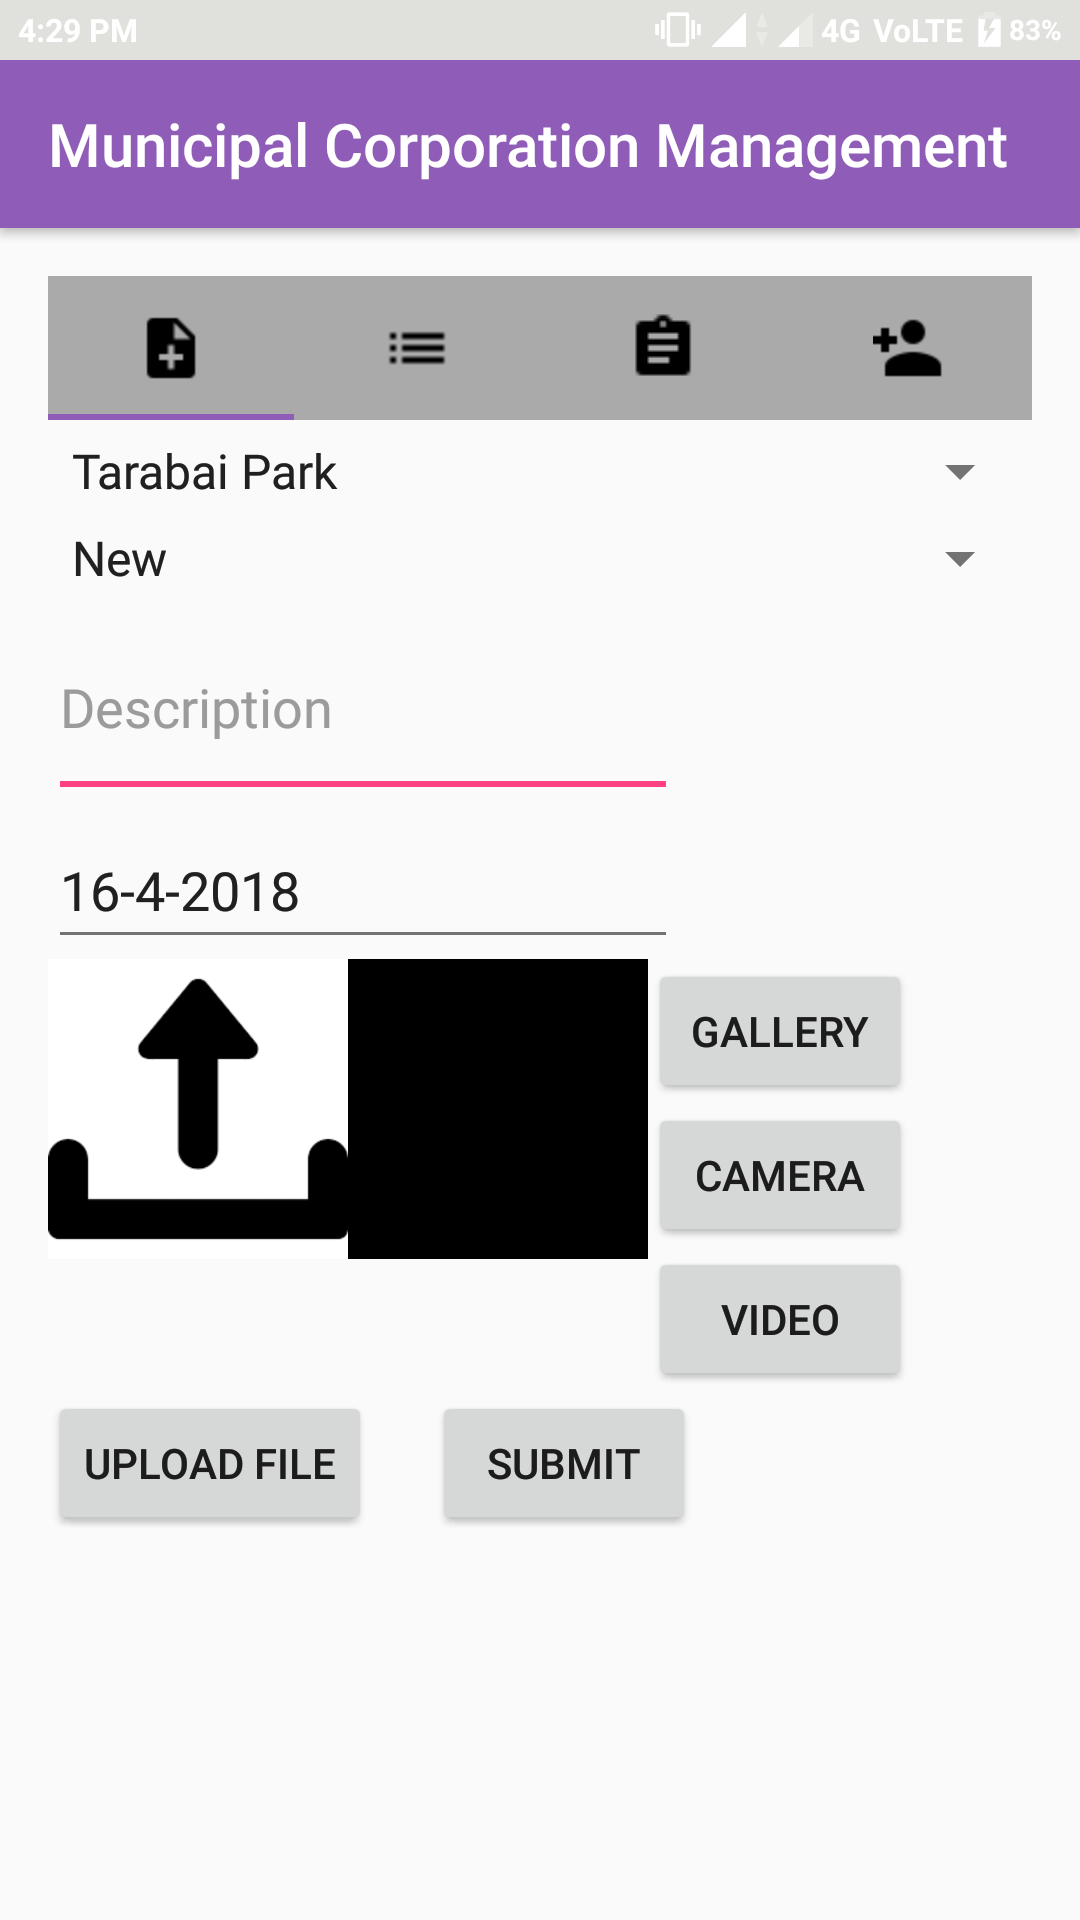 4:29 PM 4G VoLTE 83%
Municipal Corporation Management
Tarabai Park
New
Description
16-4-2018
GALLERY
CAMERA
VIDEO
UPLOAD FILE SUBMIT